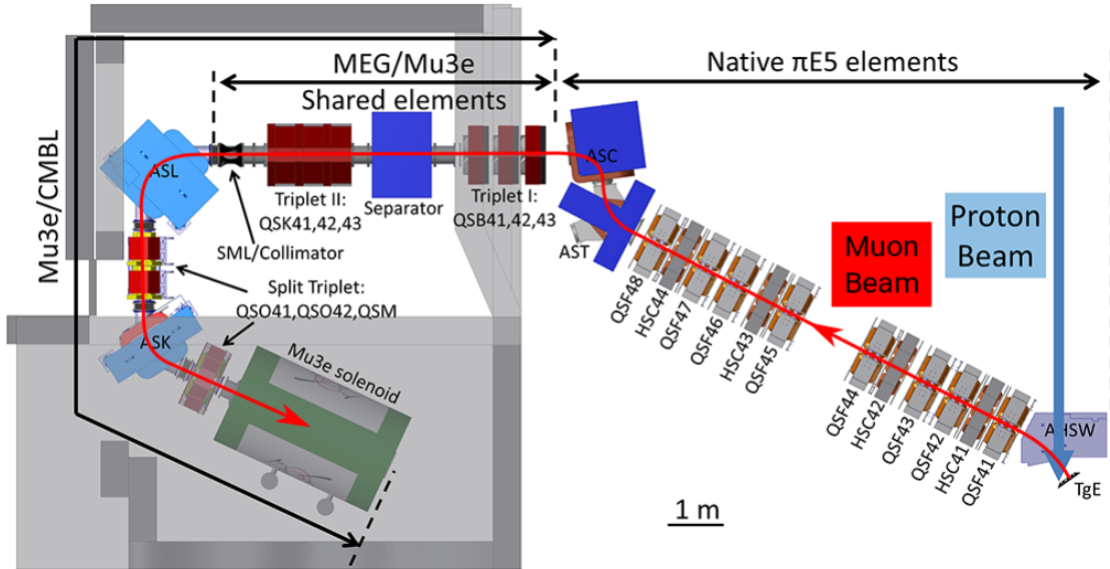 MEG/Mu3e
Shared elements
Native πE5 elements
Mu3e/CMBL
ASL
ASC
Triplet II:
QSK41,42,43
Separator
Triplet I:
QSB41,42,43
SML/Collimator
AST
Split Triplet:
QSO41,QSO42,QSM
ASK
Mu3e solenoid
Muon
Beam
Proton
Beam
QSF48
HSC44
QSF47
QSF46
HSC43
QSF45
QSF44
HSC42
QSF43
QSF42
HSC41
QSF41
AHSW
TgE
1 m